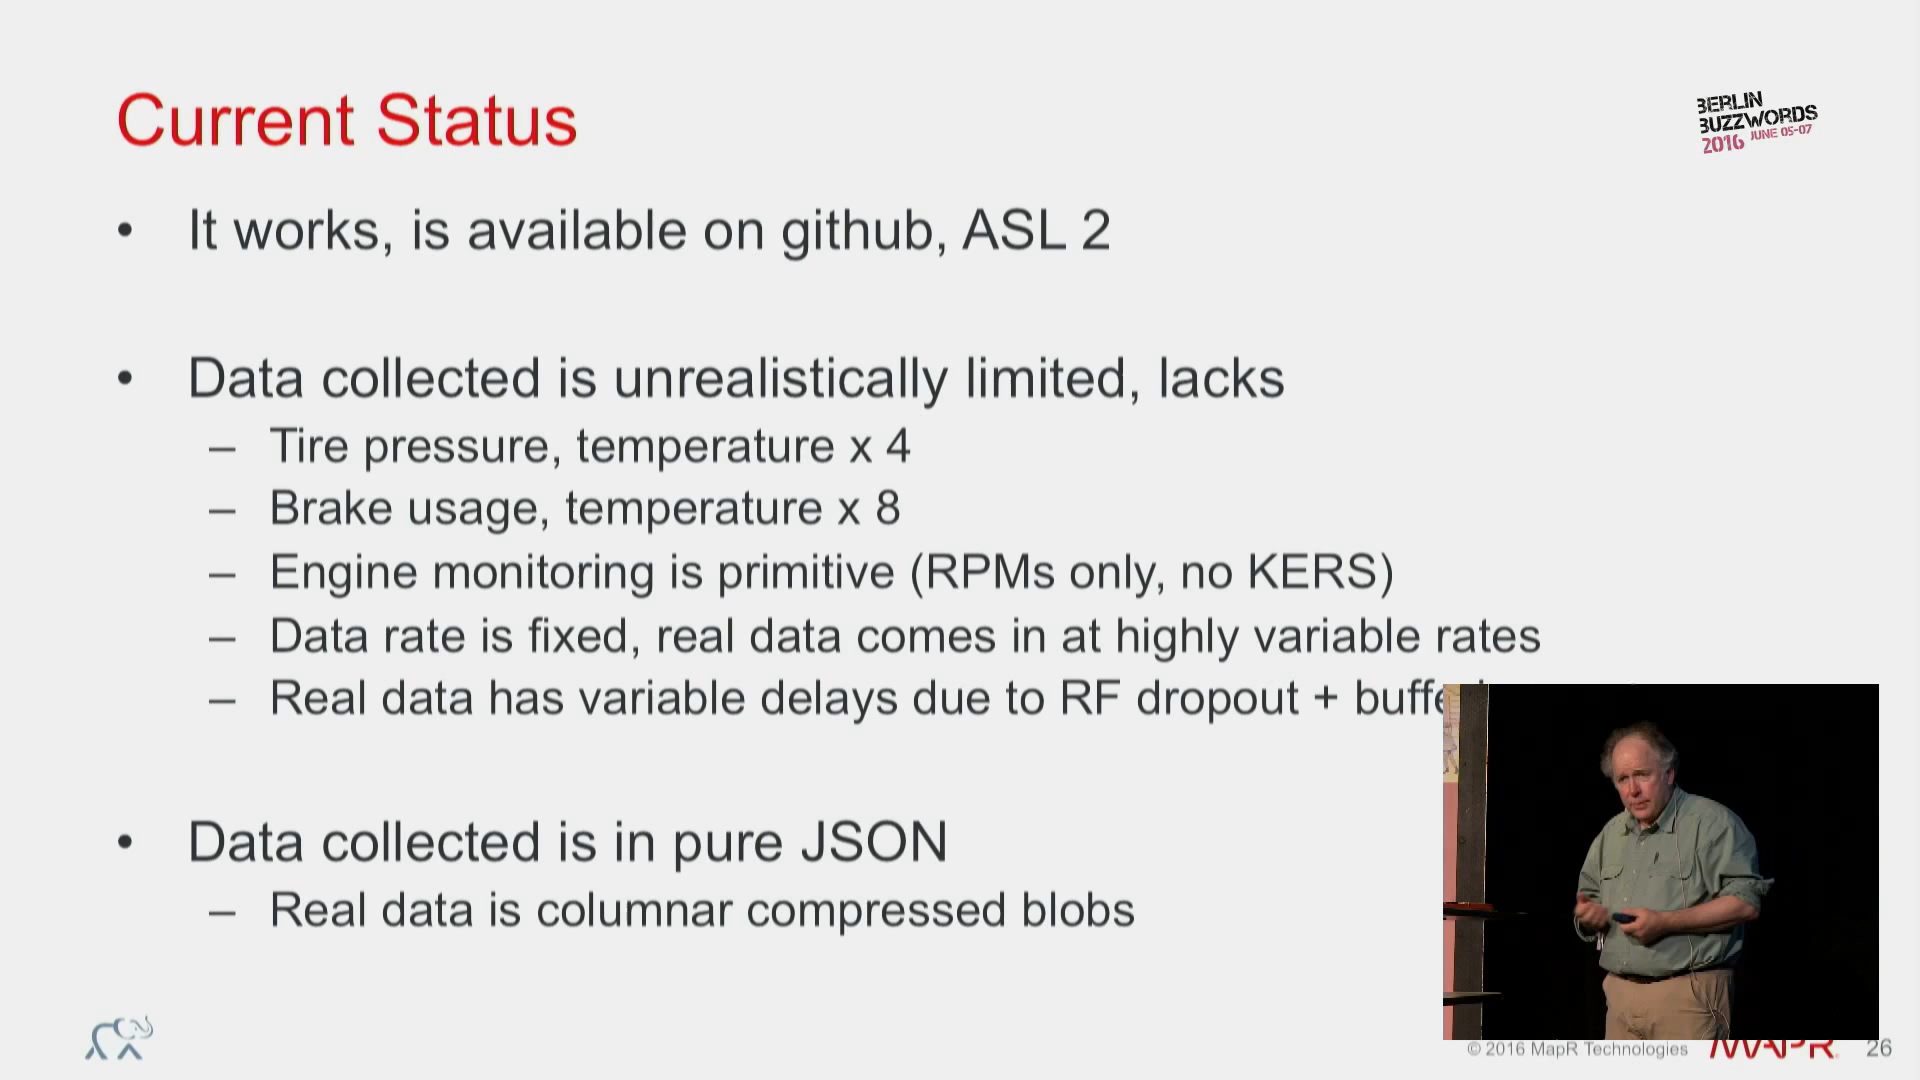 Current Status
BERLIN
BUZZWORDS
2016 JUNE 05-07
• It works, is available on github, ASL 2
• Data collected is unrealistically limited, lacks
– Tire pressure, temperature x 4
– Brake usage, temperature x 8
– Engine monitoring is primitive (RPMs only, no KERS)
– Data rate is fixed, real data comes in at highly variable rates
– Real data has variable delays due to RF dropout +
• Data collected is in pure JSON
– Real data is columnar compressed blobs
© 2016 MapR Technologies MAPR 26